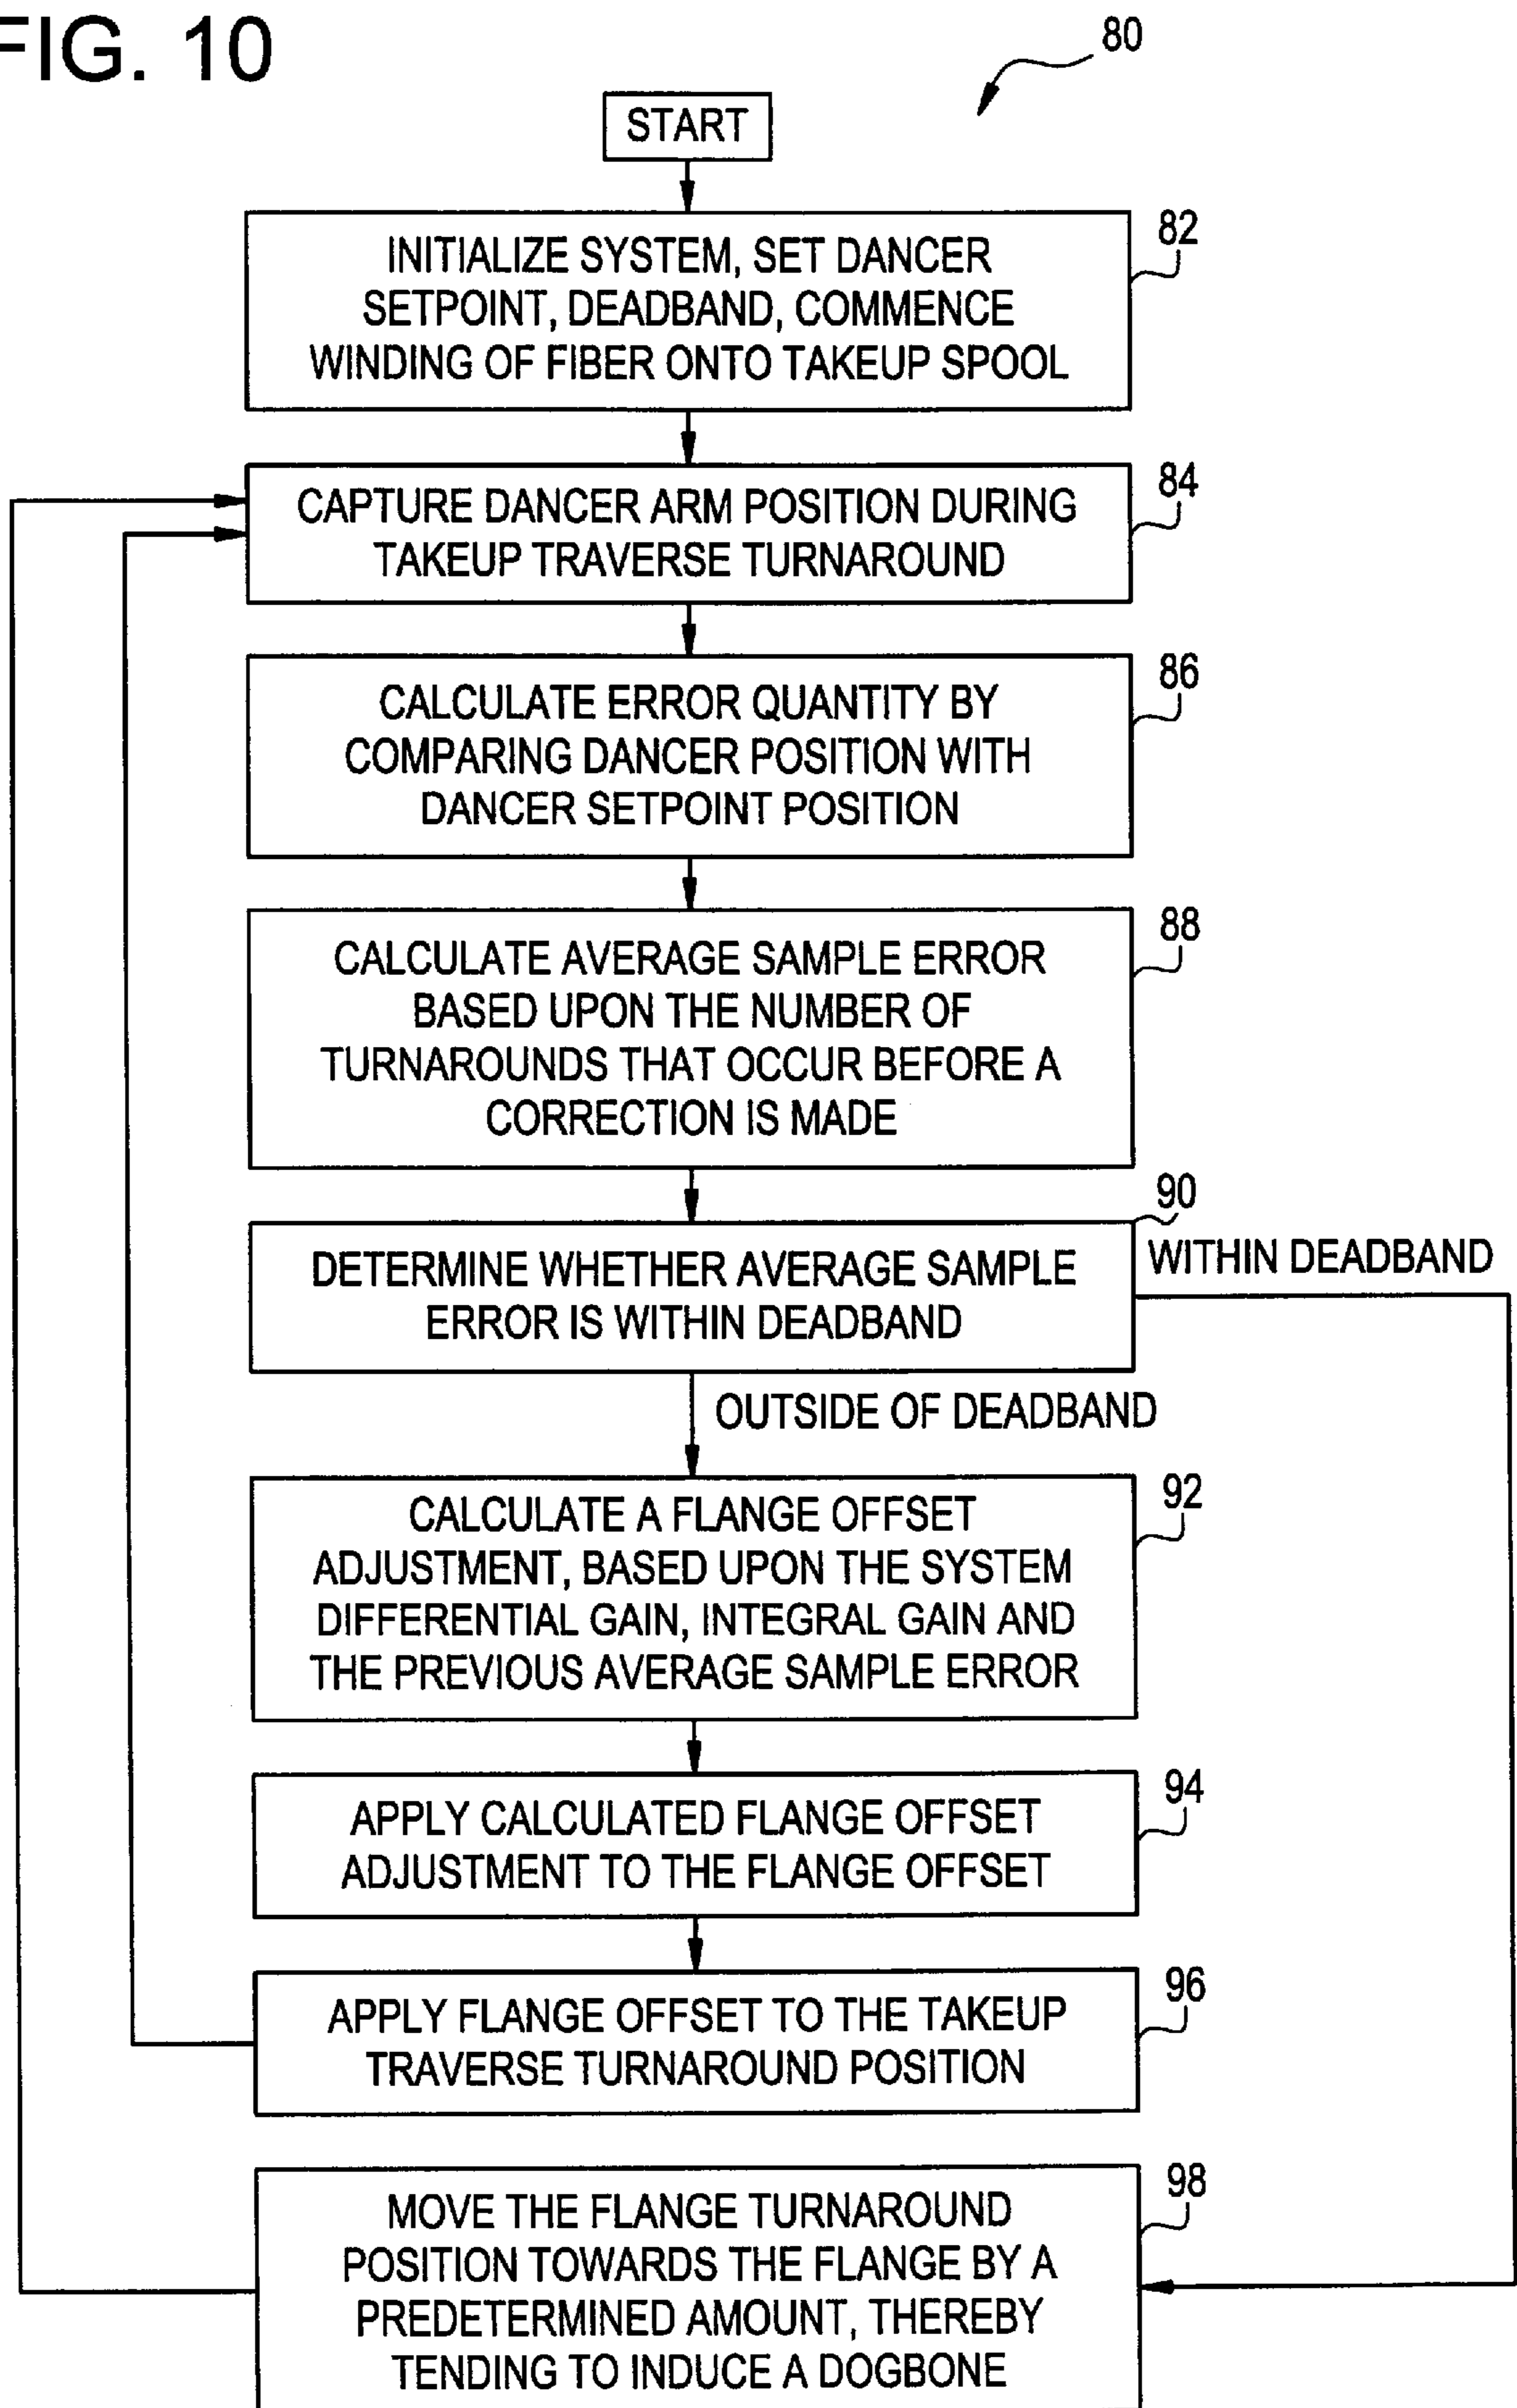 FIG. 10
80
START
82
INITIALIZE SYSTEM, SET DANCER
SETPOINT, DEADBAND, COMMENCE
WINDING OF FIBER ONTO TAKEUP SPOOL
84
CAPTURE DANCER ARM POSITION DURING
TAKEUP TRAVERSE TURNAROUND
86
CALCULATE ERROR QUANTITY BY
COMPARING DANCER POSITION WITH
DANCER SETPOINT POSITION
88
CALCULATE AVERAGE SAMPLE ERROR
BASED UPON THE NUMBER OF
TURNAROUNDS THAT OCCUR BEFORE A
CORRECTION IS MADE
90
DETERMINE WHETHER AVERAGE SAMPLE
ERROR IS WITHIN DEADBAND
WITHIN DEADBAND
OUTSIDE OF DEADBAND
92
CALCULATE A FLANGE OFFSET
ADJUSTMENT, BASED UPON THE SYSTEM
DIFFERENTIAL GAIN, INTEGRAL GAIN AND
THE PREVIOUS AVERAGE SAMPLE ERROR
94
APPLY CALCULATED FLANGE OFFSET
ADJUSTMENT TO THE FLANGE OFFSET
96
APPLY FLANGE OFFSET TO THE TAKEUP
TRAVERSE TURNAROUND POSITION
98
MOVE THE FLANGE TURNAROUND
POSITION TOWARDS THE FLANGE BY A
PREDETERMINED AMOUNT, THEREBY
TENDING TO INDUCE A DOGBONE